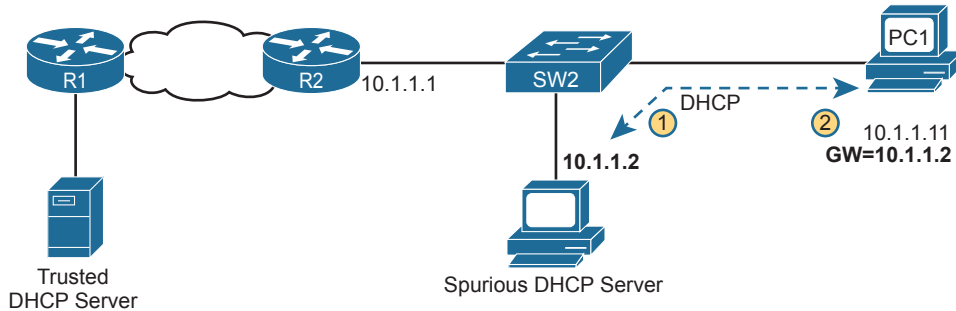 R1
R2
10.1.1.1
SW2
PC1
DHCP
1
2
10.1.1.11
GW=10.1.1.2
10.1.1.2
Trusted
DHCP Server
Spurious DHCP Server